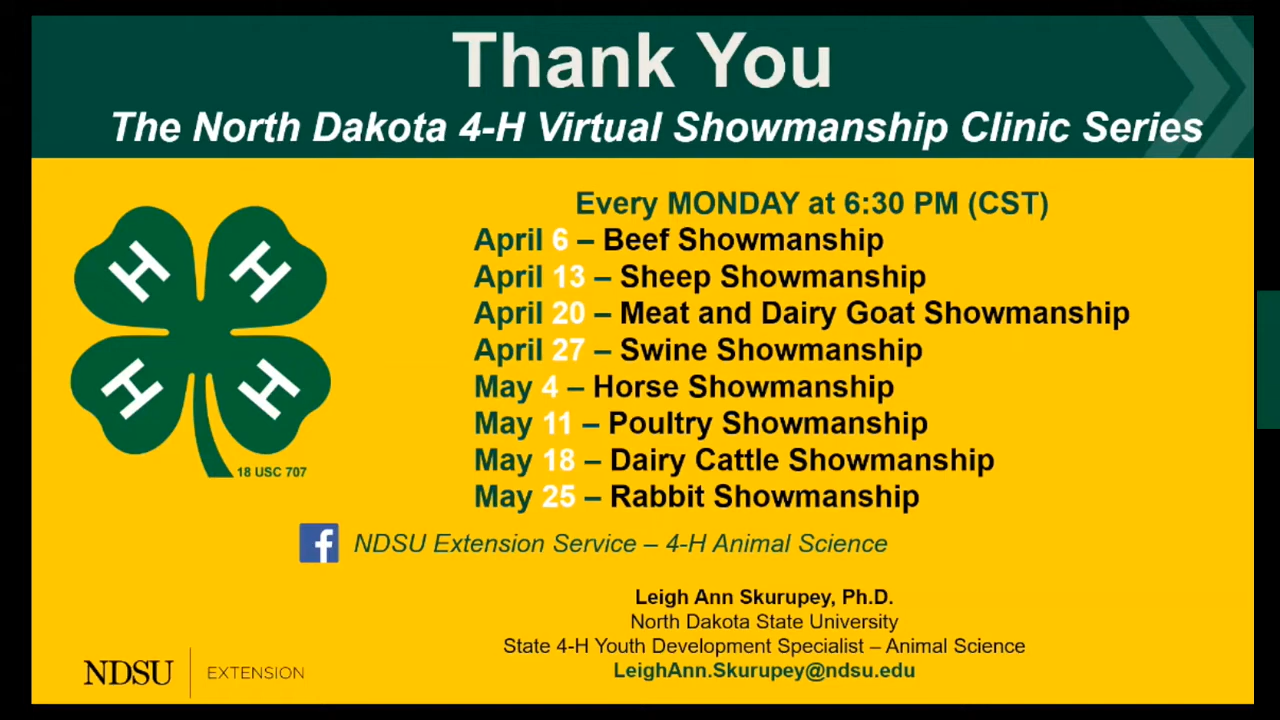 Thank You
The North Dakota 4-H Virtual Showmanship Clinic Series
Every MONDAY at 6:30 PM (CST)
April 6 – Beef Showmanship
April 13 – Sheep Showmanship
April 20 – Meat and Dairy Goat Showmanship
April 27 – Swine Showmanship
May 4 – Horse Showmanship
May 11 – Poultry Showmanship
May 18 – Dairy Cattle Showmanship
May 25 – Rabbit Showmanship
H H
H H
18 USC 707
f NDSU Extension Service – 4-H Animal Science
Leigh Ann Skurupey, Ph.D.
North Dakota State University
State 4-H Youth Development Specialist – Animal Science
LeighAnn.Skurupey@ndsu.edu
NDSU EXTENSION